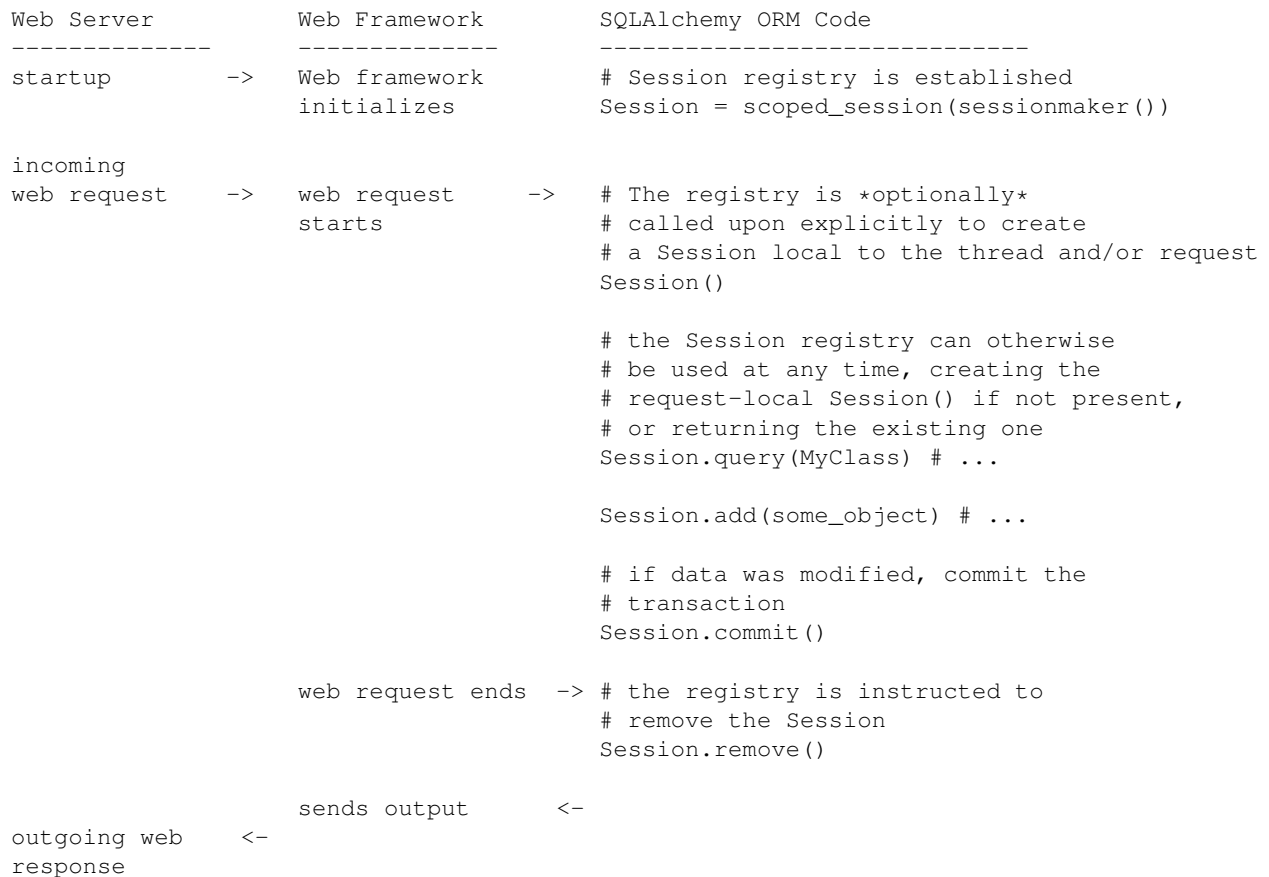 Web Server          Web Framework        SQLAlchemy ORM Code
--------------      --------------       ------------------------------
startup        ->   Web framework        # Session registry is established
                    initializes          Session = scoped_session(sessionmaker())

incoming
web request    ->   web request     ->   # The registry is *optionally*
                    starts               # called upon explicitly to create
                                         # a Session local to the thread and/or request
                                         Session()

                                         # the Session registry can otherwise
                                         # be used at any time, creating the
                                         # request-local Session() if not present,
                                         # or returning the existing one
                                         Session.query(MyClass) # ...

                                         Session.add(some_object) # ...

                                         # if data was modified, commit the
                                         # transaction
                                         Session.commit()

                    web request ends  -> # the registry is instructed to
                                         # remove the Session
                                         Session.remove()

                    sends output      <-
outgoing web    <-
response